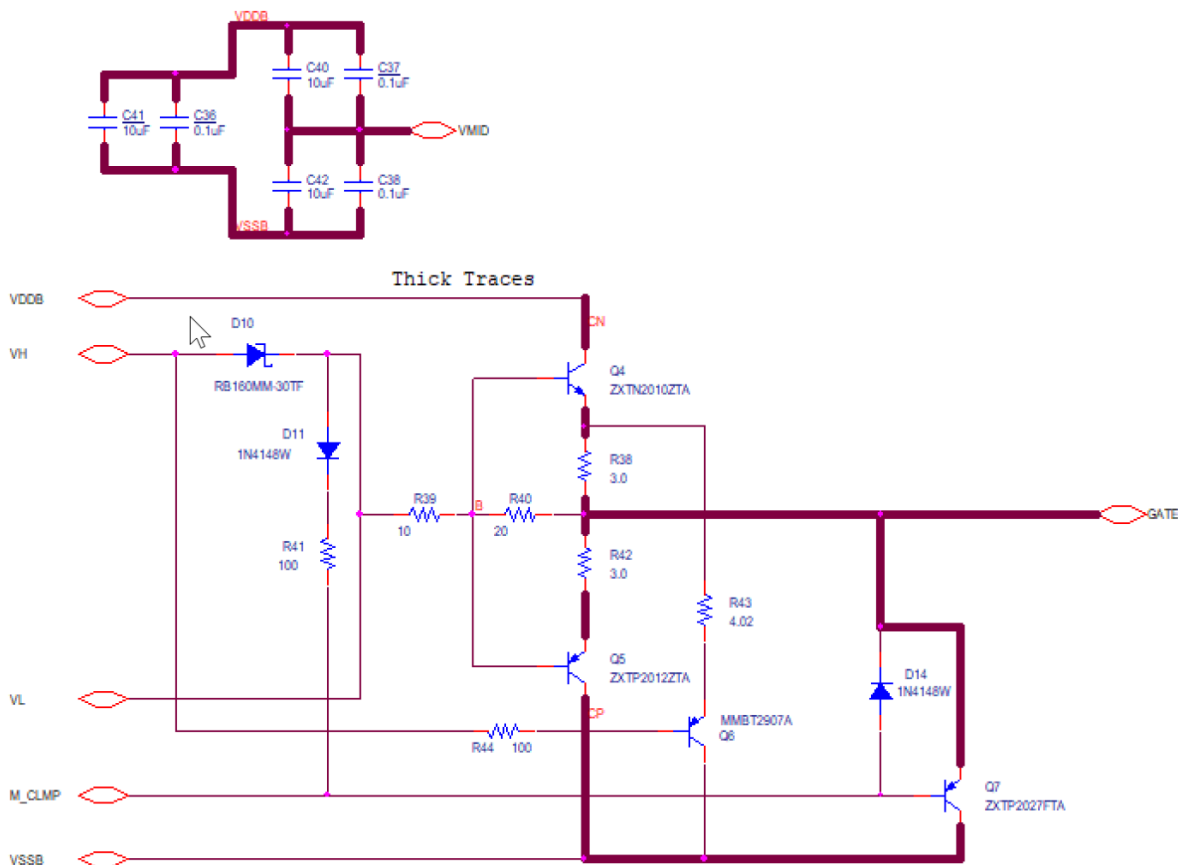 VDDB
C40
10uF
C37
0.1uF
C41
10uF
C36
0.1uF
VMID
C42
10uF
C38
0.1uF
VSSB
Thick Traces
VDDB
CN
VH
D10
RB160MM-30TF
Q4
ZXTN2010ZTA
D11
1N4148W
R38
3.0
R39
10
B
R40
20
GATE
R41
100
R42
3.0
R43
4.02
Q5
ZXTP2012ZTA
D14
1N4148W
VL
CP
R44
100
MMBT2907A
Q6
M_CLMP
Q7
ZXTP2027FTA
VSSB